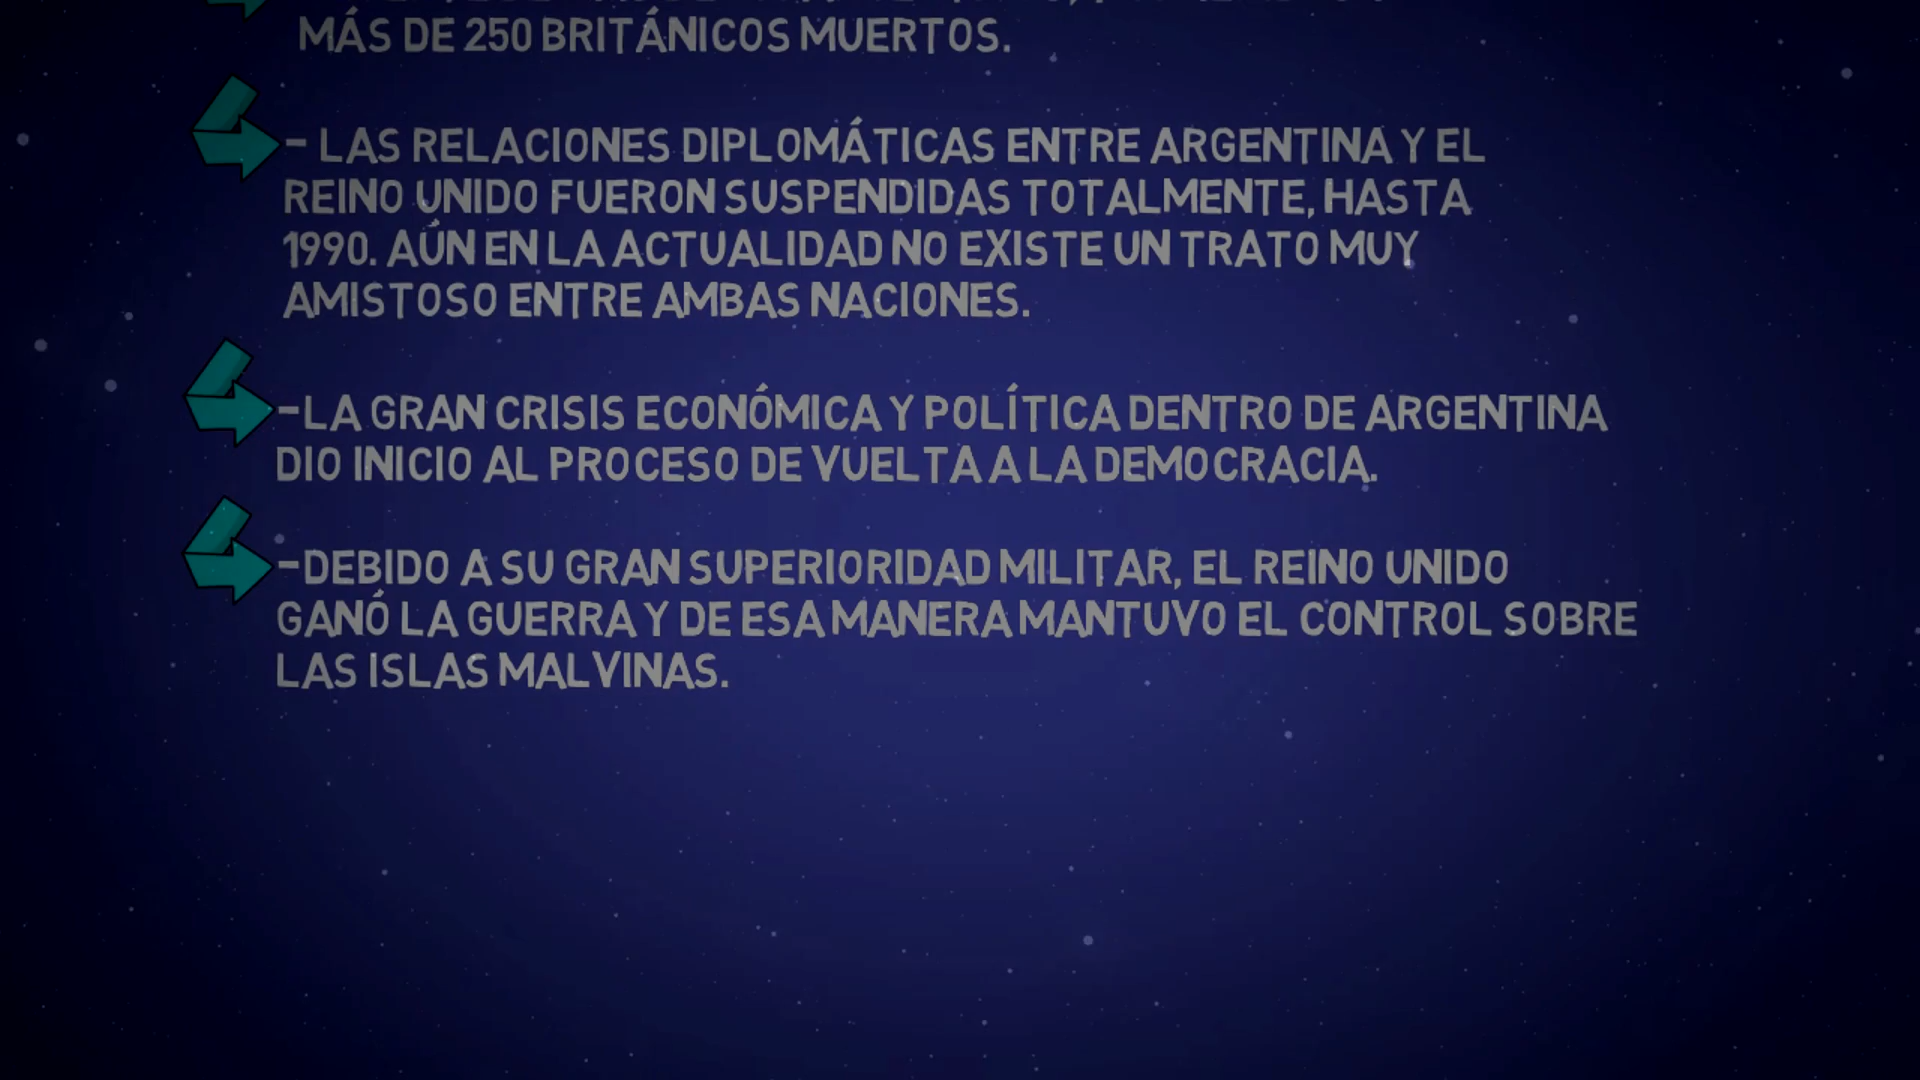 MÁS DE 250 BRITÁNICOS MUERTOS.
- LAS RELACIONES DIPLOMÁTICAS ENTRE ARGENTINA Y EL
REINO UNIDO FUERON SUSPENDIDAS TOTALMENTE, HASTA
1990. AÚN EN LA ACTUALIDAD NO EXISTE UN TRATO MUY
AMISTOSO ENTRE AMBAS NACIONES.
-LA GRAN CRISIS ECONÓMICA Y POLÍTICA DENTRO DE ARGENTINA
DIO INICIO AL PROCESO DE VUELTA A LA DEMOCRACIA.
-DEBIDO A SU GRAN SUPERIORIDAD MILITAR, EL REINO UNIDO
GANÓ LA GUERRA Y DE ESA MANERA MANTUVO EL CONTROL SOBRE
LAS ISLAS MALVINAS.